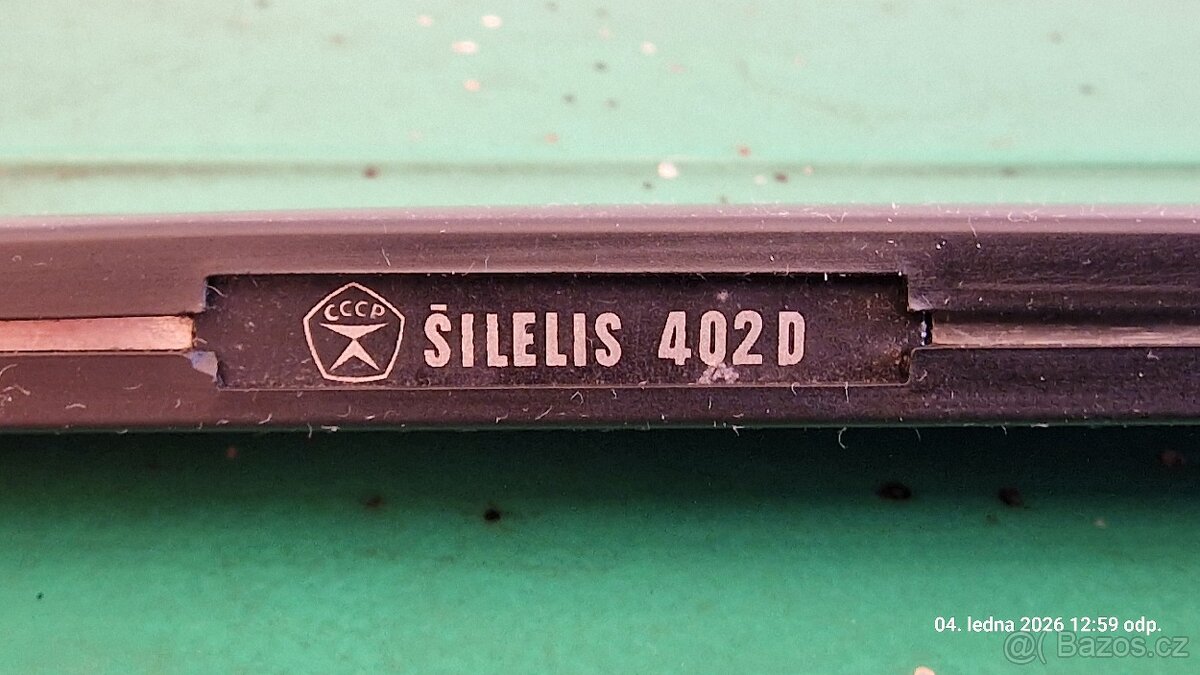 СССР
ŠILELIS 402D
04. ledna 2026 12:59 odp.
@( Bazos.cz